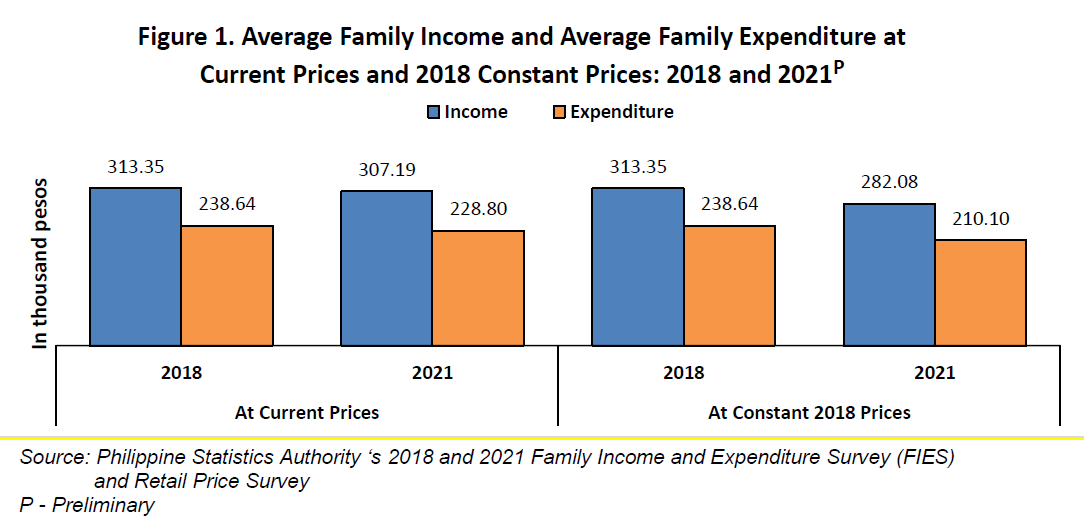 Figure 1. Average Family Income and Average Family Expenditure at
Current Prices and 2018 Constant Prices: 2018 and 2021P
Income Expenditure
In thousand pesos
313.35 238.64 307.19 228.80 313.35 238.64 282.08 210.10
2018 2021 2018 2021
At Current Prices At Constant 2018 Prices
Source: Philippine Statistics Authority ‘s 2018 and 2021 Family Income and Expenditure Survey (FIES)
and Retail Price Survey
P - Preliminary